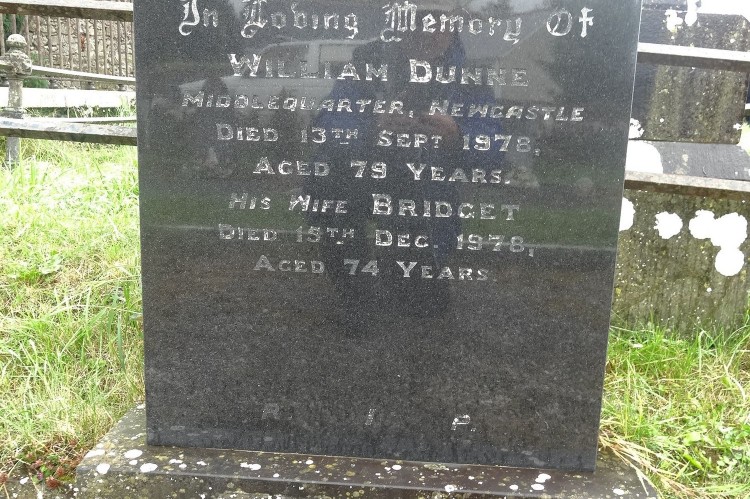 In Loving Memory Of
WILLIAM DUNNE
MIDDLEQUARTER, NEWCASTLE
DIED 13TH SEPT 1978,
AGED 79 YEARS.
HIS WIFE BRIDGET
DIED 15TH DEC. 1978,
AGED 74 YEARS.
R. I. P.